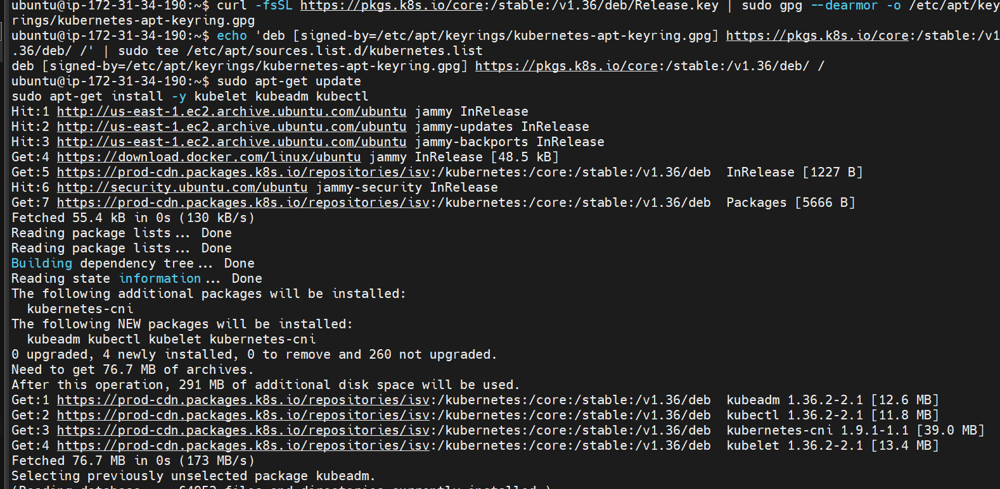 ubuntu@ip-172-31-34-190:~$ curl -fsSL https://pkgs.k8s.io/core:/stable:/v1.36/deb/Release.key | sudo gpg --dearmor -o /etc/apt/key
rings/kubernetes-apt-keyring.gpg
ubuntu@ip-172-31-34-190:~$ echo 'deb [signed-by=/etc/apt/keyrings/kubernetes-apt-keyring.gpg] https://pkgs.k8s.io/core:/stable:/v1
.36/deb/ /' | sudo tee /etc/apt/sources.list.d/kubernetes.list
deb [signed-by=/etc/apt/keyrings/kubernetes-apt-keyring.gpg] https://pkgs.k8s.io/core:/stable:/v1.36/deb/ /
ubuntu@ip-172-31-34-190:~$ sudo apt-get update
sudo apt-get install -y kubelet kubeadm kubectl
Hit:1 http://us-east-1.ec2.archive.ubuntu.com/ubuntu jammy InRelease
Hit:2 http://us-east-1.ec2.archive.ubuntu.com/ubuntu jammy-updates InRelease
Hit:3 http://us-east-1.ec2.archive.ubuntu.com/ubuntu jammy-backports InRelease
Get:4 https://download.docker.com/linux/ubuntu jammy InRelease [48.5 kB]
Get:5 https://prod-cdn.packages.k8s.io/repositories/isv:/kubernetes:/core:/stable:/v1.36/deb  InRelease [1227 B]
Hit:6 http://security.ubuntu.com/ubuntu jammy-security InRelease
Get:7 https://prod-cdn.packages.k8s.io/repositories/isv:/kubernetes:/core:/stable:/v1.36/deb  Packages [5666 B]
Fetched 55.4 kB in 0s (130 kB/s)
Reading package lists... Done
Reading package lists... Done
Building dependency tree... Done
Reading state information... Done
The following additional packages will be installed:
  kubernetes-cni
The following NEW packages will be installed:
  kubeadm kubectl kubelet kubernetes-cni
0 upgraded, 4 newly installed, 0 to remove and 260 not upgraded.
Need to get 76.7 MB of archives.
After this operation, 291 MB of additional disk space will be used.
Get:1 https://prod-cdn.packages.k8s.io/repositories/isv:/kubernetes:/core:/stable:/v1.36/deb  kubeadm 1.36.2-2.1 [12.6 MB]
Get:2 https://prod-cdn.packages.k8s.io/repositories/isv:/kubernetes:/core:/stable:/v1.36/deb  kubectl 1.36.2-2.1 [11.8 MB]
Get:3 https://prod-cdn.packages.k8s.io/repositories/isv:/kubernetes:/core:/stable:/v1.36/deb  kubernetes-cni 1.9.1-1.1 [39.0 MB]
Get:4 https://prod-cdn.packages.k8s.io/repositories/isv:/kubernetes:/core:/stable:/v1.36/deb  kubelet 1.36.2-2.1 [13.4 MB]
Fetched 76.7 MB in 0s (173 MB/s)
Selecting previously unselected package kubeadm.
(Reading database ... files and directories currently installed.)